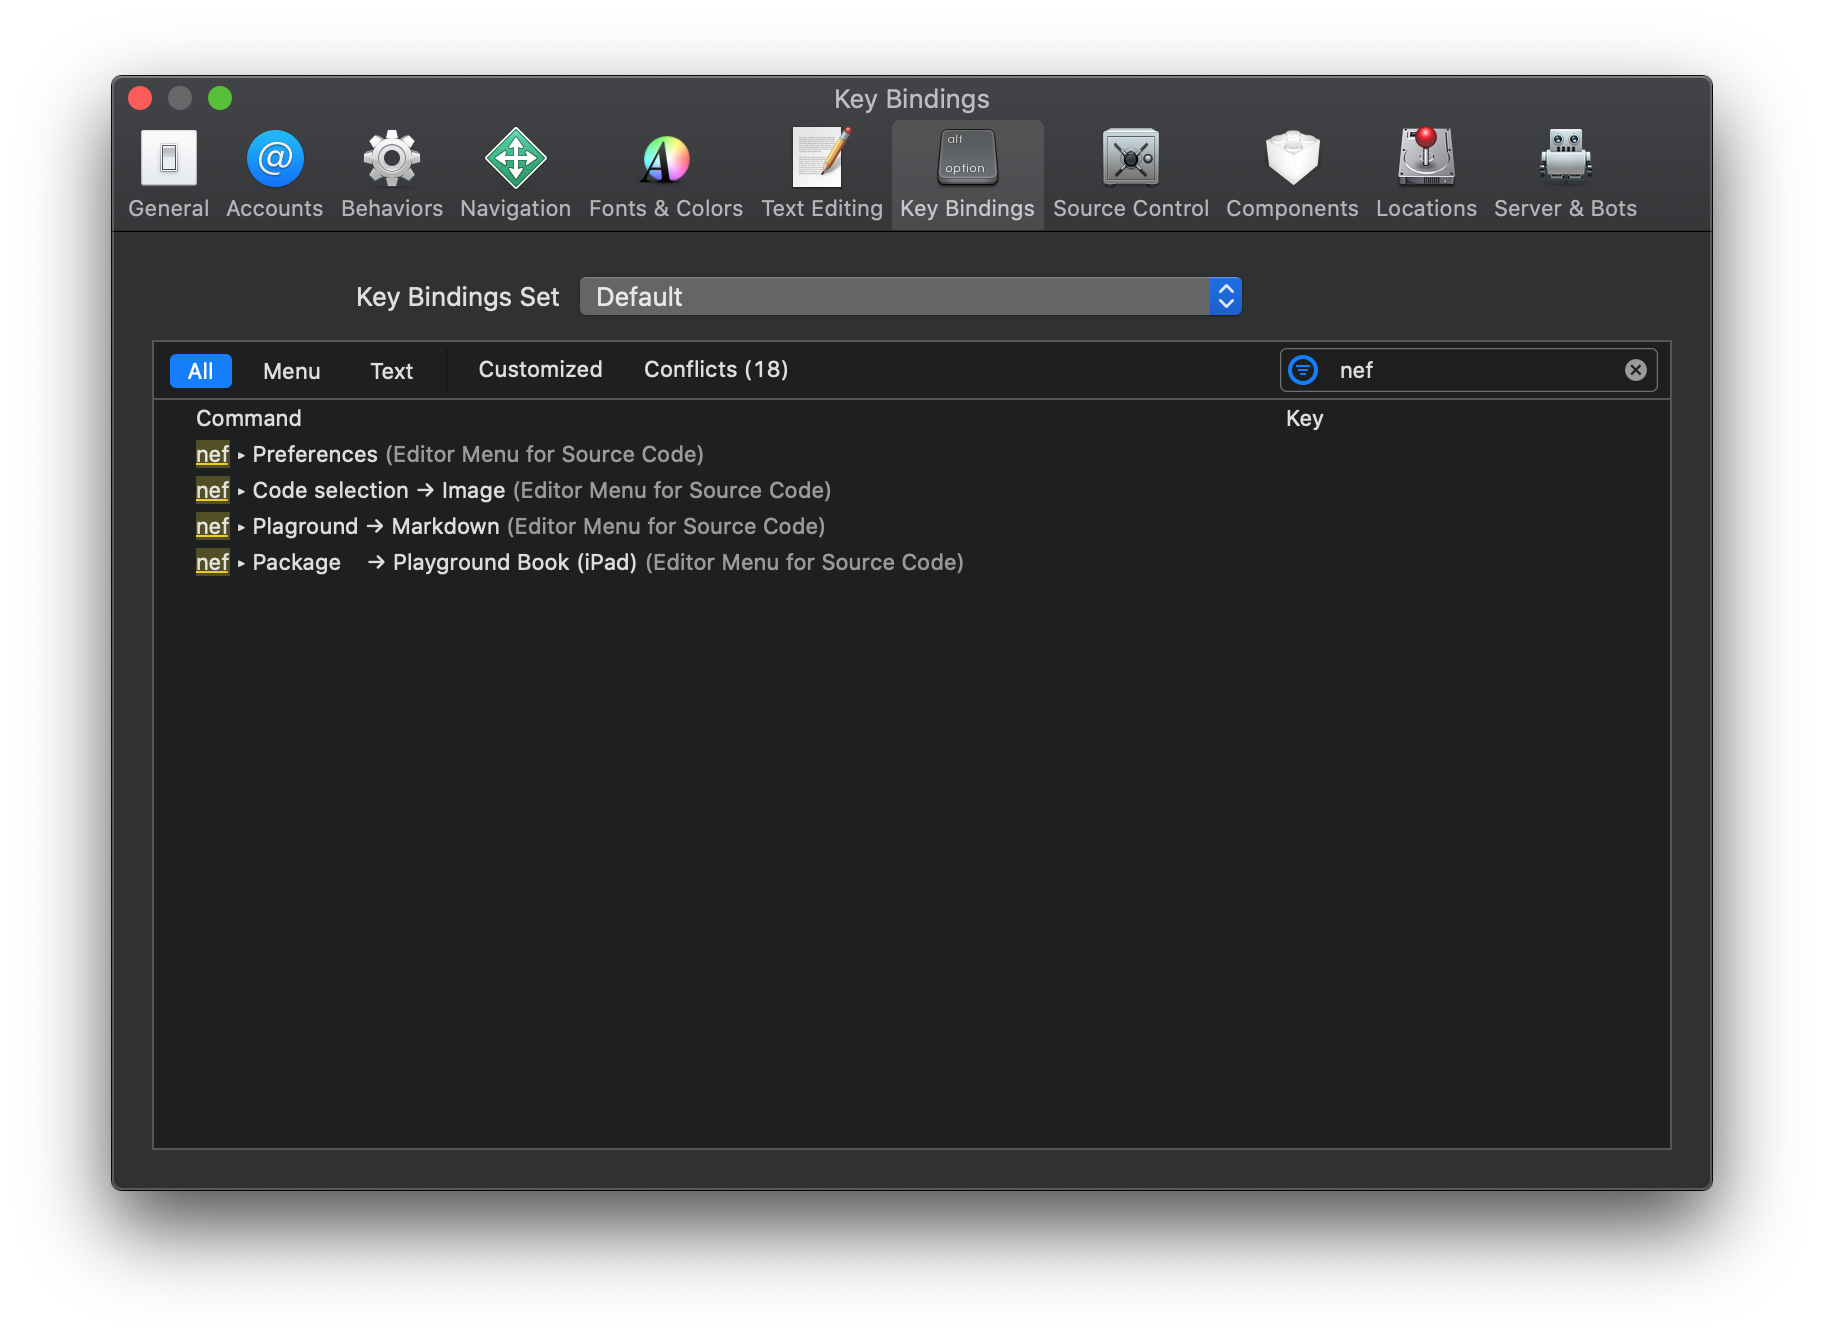 Key Bindings
alt
option
@
A
General Accounts Behaviors Navigation Fonts & Colors Text Editing Key Bindings Source Control Components Locations Server & Bots
Key Bindings Set Default
All Menu Text Customized Conflicts (18) nef
Command Key
nef ▸ Preferences (Editor Menu for Source Code)
nef ▸ Code selection → Image (Editor Menu for Source Code)
nef ▸ Plaground → Markdown (Editor Menu for Source Code)
nef ▸ Package → Playground Book (iPad) (Editor Menu for Source Code)